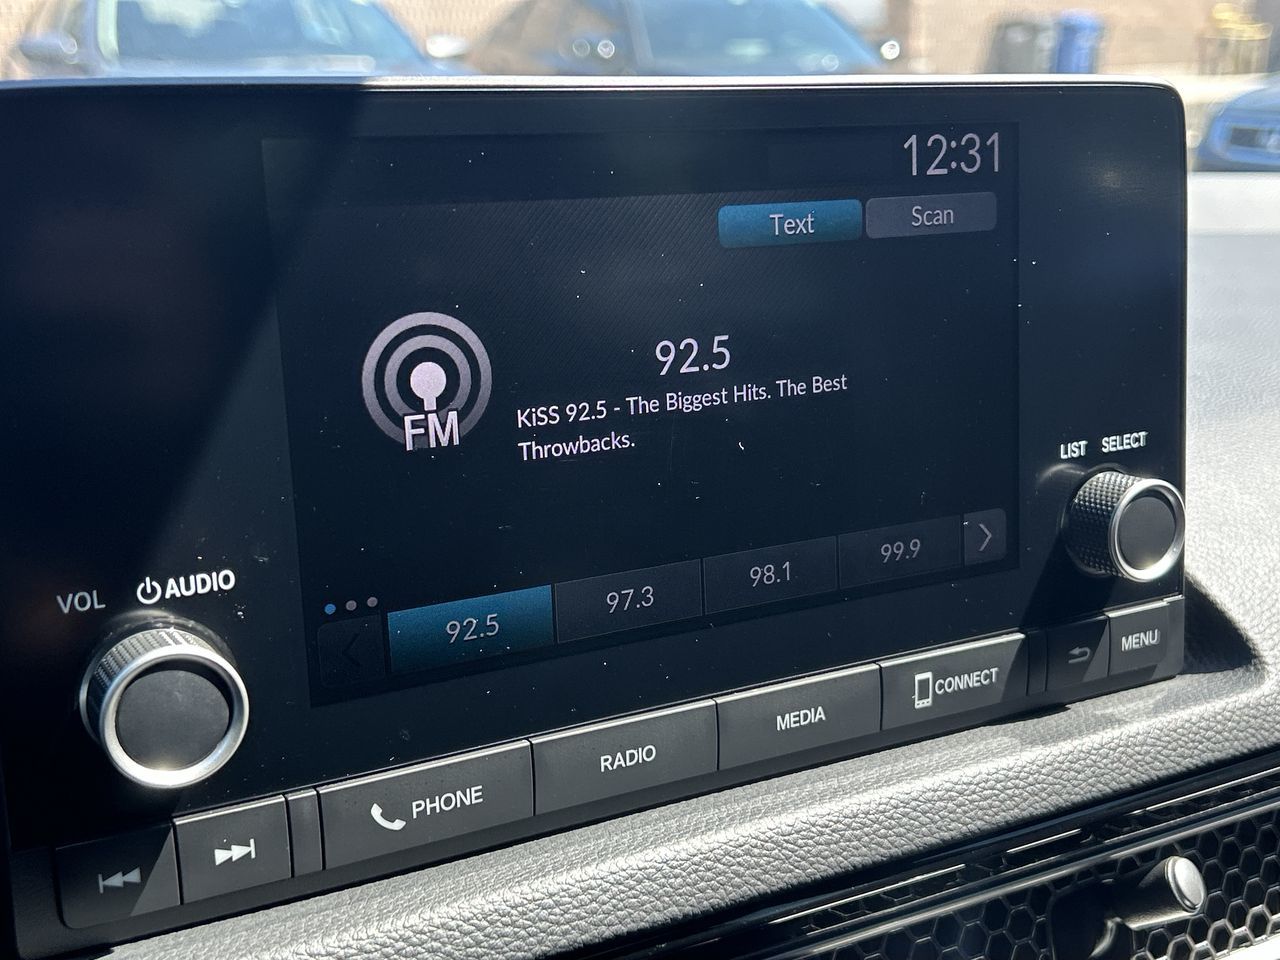 12:31
Text
Scan
92.5
KiSS 92.5 - The Biggest Hits. The Best
Throwbacks.
FM
LIST
SELECT
VOL
AUDIO
92.5
97.3
98.1
99.9
PHONE
RADIO
MEDIA
CONNECT
MENU